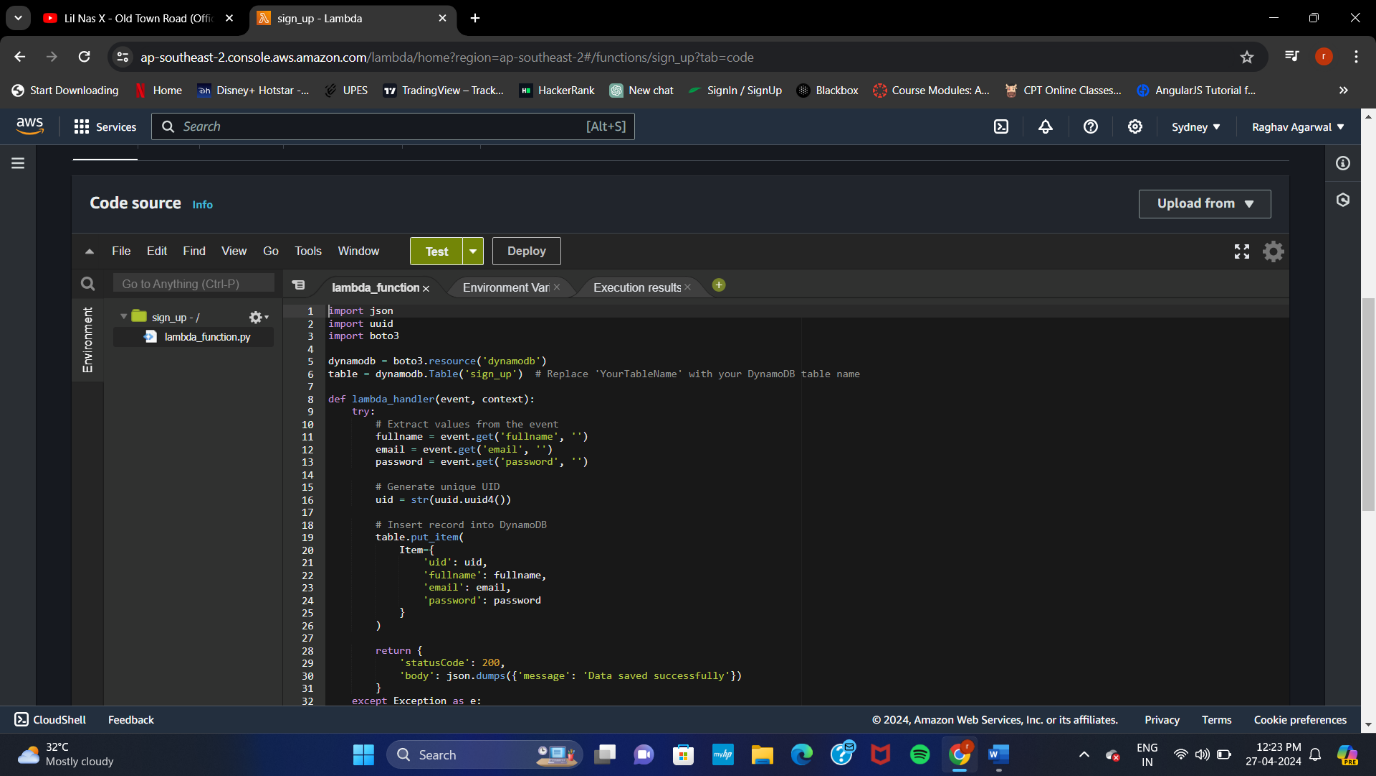 Lil Nas X - Old Town Road (Offi
sign_up - Lambda
ap-southeast-2.console.aws.amazon.com/lambda/home?region=ap-southeast-2#/functions/sign_up?tab=code
r
Start Downloading
Home
Disney+ Hotstar -...
UPES
TradingView – Track...
HackerRank
New chat
SignIn / SignUp
Blackbox
Course Modules: A...
CPT Online Classes...
AngularJS Tutorial f...
aws
Services
Search
[Alt+S]
Sydney
Raghav Agarwal
Code source Info
Upload from
File Edit Find View Go Tools Window
Test
Deploy
Go to Anything (Ctrl-P)
lambda_function
Environment Vari
Execution results
Environment
sign_up - /
lambda_function.py
1 import json
2 import uuid
3 import boto3
4
5 dynamodb = boto3.resource('dynamodb')
6 table = dynamodb.Table('sign_up') # Replace 'YourTableName' with your DynamoDB table name
7
8 def lambda_handler(event, context):
9 try:
10 # Extract values from the event
11 fullname = event.get('fullname', '')
12 email = event.get('email', '')
13 password = event.get('password', '')
14
15 # Generate unique UID
16 uid = str(uuid.uuid4())
17
18 # Insert record into DynamoDB
19 table.put_item(
20 Item={
21 'uid': uid,
22 'fullname': fullname,
23 'email': email,
24 'password': password
25 }
26 )
27
28 return {
29 'statusCode': 200,
30 'body': json.dumps({'message': 'Data saved successfully'})
31 }
32 except Exception as e:
CloudShell
Feedback
© 2024, Amazon Web Services, Inc. or its affiliates.
Privacy
Terms
Cookie preferences
32°C
Mostly cloudy
Search
ENG
IN
12:23 PM
27-04-2024
PRE